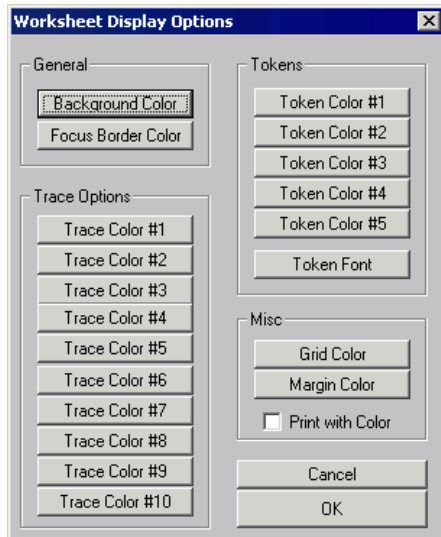 Worksheet Display Options
General
Background Color
Focus Border Color
Trace Options
Trace Color #1
Trace Color #2
Trace Color #3
Trace Color #4
Trace Color #5
Trace Color #6
Trace Color #7
Trace Color #8
Trace Color #9
Trace Color #10
Tokens
Token Color #1
Token Color #2
Token Color #3
Token Color #4
Token Color #5
Token Font
Misc
Grid Color
Margin Color
Print with Color
Cancel
OK